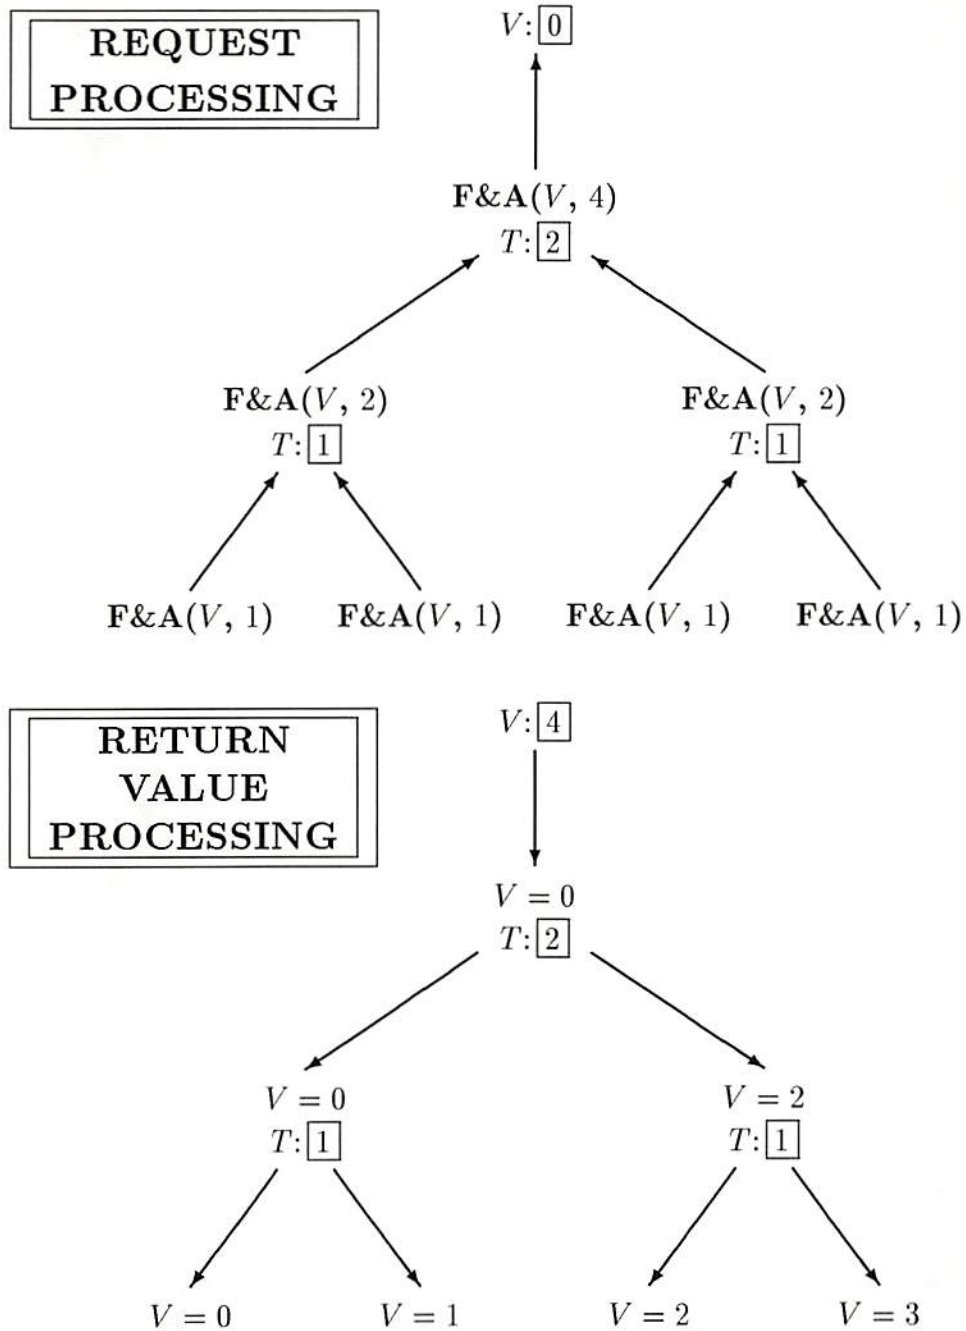 REQUEST
PROCESSING
V: 0
F&A(V, 4)
T: 2
F&A(V, 2) F&A(V, 2)
T: 1 T: 1
F&A(V, 1) F&A(V, 1) F&A(V, 1) F&A(V, 1)
RETURN
VALUE
PROCESSING
V: 4
V = 0
T: 2
V = 0 V = 2
T: 1 T: 1
V = 0 V = 1 V = 2 V = 3